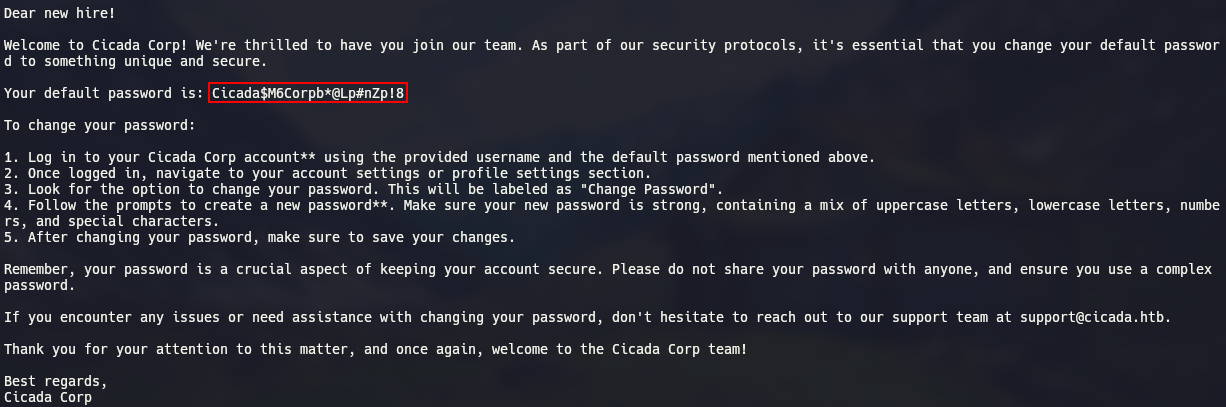 Dear new hire!
Welcome to Cicada Corp! We're thrilled to have you join our team. As part of our security protocols, it's essential that you change your default passwor
d to something unique and secure.
Your default password is: Cicada$M6Corpb*@Lp#nZp!8
To change your password:
1. Log in to your Cicada Corp account** using the provided username and the default password mentioned above.
2. Once logged in, navigate to your account settings or profile settings section.
3. Look for the option to change your password. This will be labeled as "Change Password".
4. Follow the prompts to create a new password**. Make sure your new password is strong, containing a mix of uppercase letters, lowercase letters, numbe
rs, and special characters.
5. After changing your password, make sure to save your changes.
Remember, your password is a crucial aspect of keeping your account secure. Please do not share your password with anyone, and ensure you use a complex
password.
If you encounter any issues or need assistance with changing your password, don't hesitate to reach out to our support team at support@cicada.htb.
Thank you for your attention to this matter, and once again, welcome to the Cicada Corp team!
Best regards,
Cicada Corp